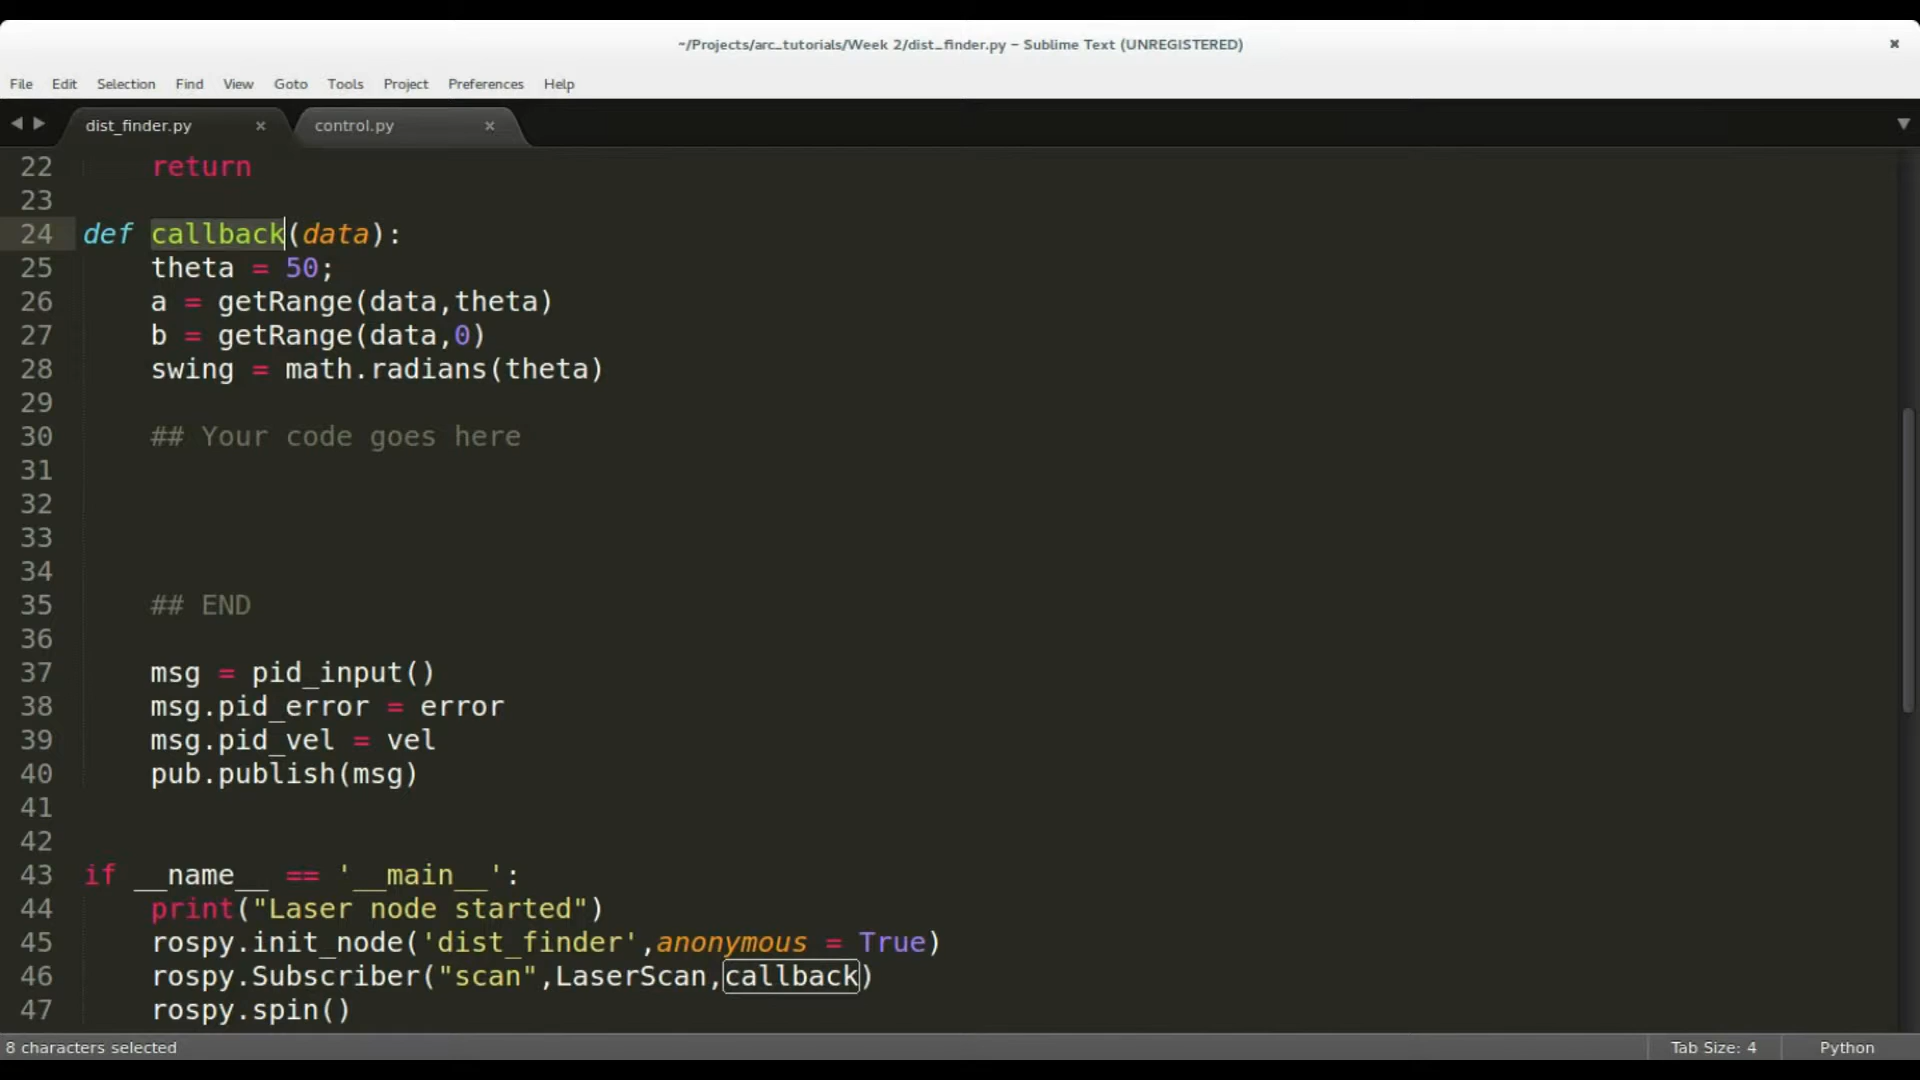 ~/Projects/arc_tutorials/Week 2/dist_finder.py – Sublime Text (UNREGISTERED)
File Edit Selection Find View Goto Tools Project Preferences Help
dist_finder.py control.py
22 return
23
24 def callback(data):
25 theta = 50;
26 a = getRange(data,theta)
27 b = getRange(data,0)
28 swing = math.radians(theta)
29
30 ## Your code goes here
31
32
33
34
35 ## END
36
37 msg = pid_input()
38 msg.pid_error = error
39 msg.pid_vel = vel
40 pub.publish(msg)
41
42
43 if __name__ == '__main__':
44 print("Laser node started")
45 rospy.init_node('dist_finder',anonymous = True)
46 rospy.Subscriber("scan",LaserScan,callback)
47 rospy.spin()
8 characters selected Tab Size: 4 Python